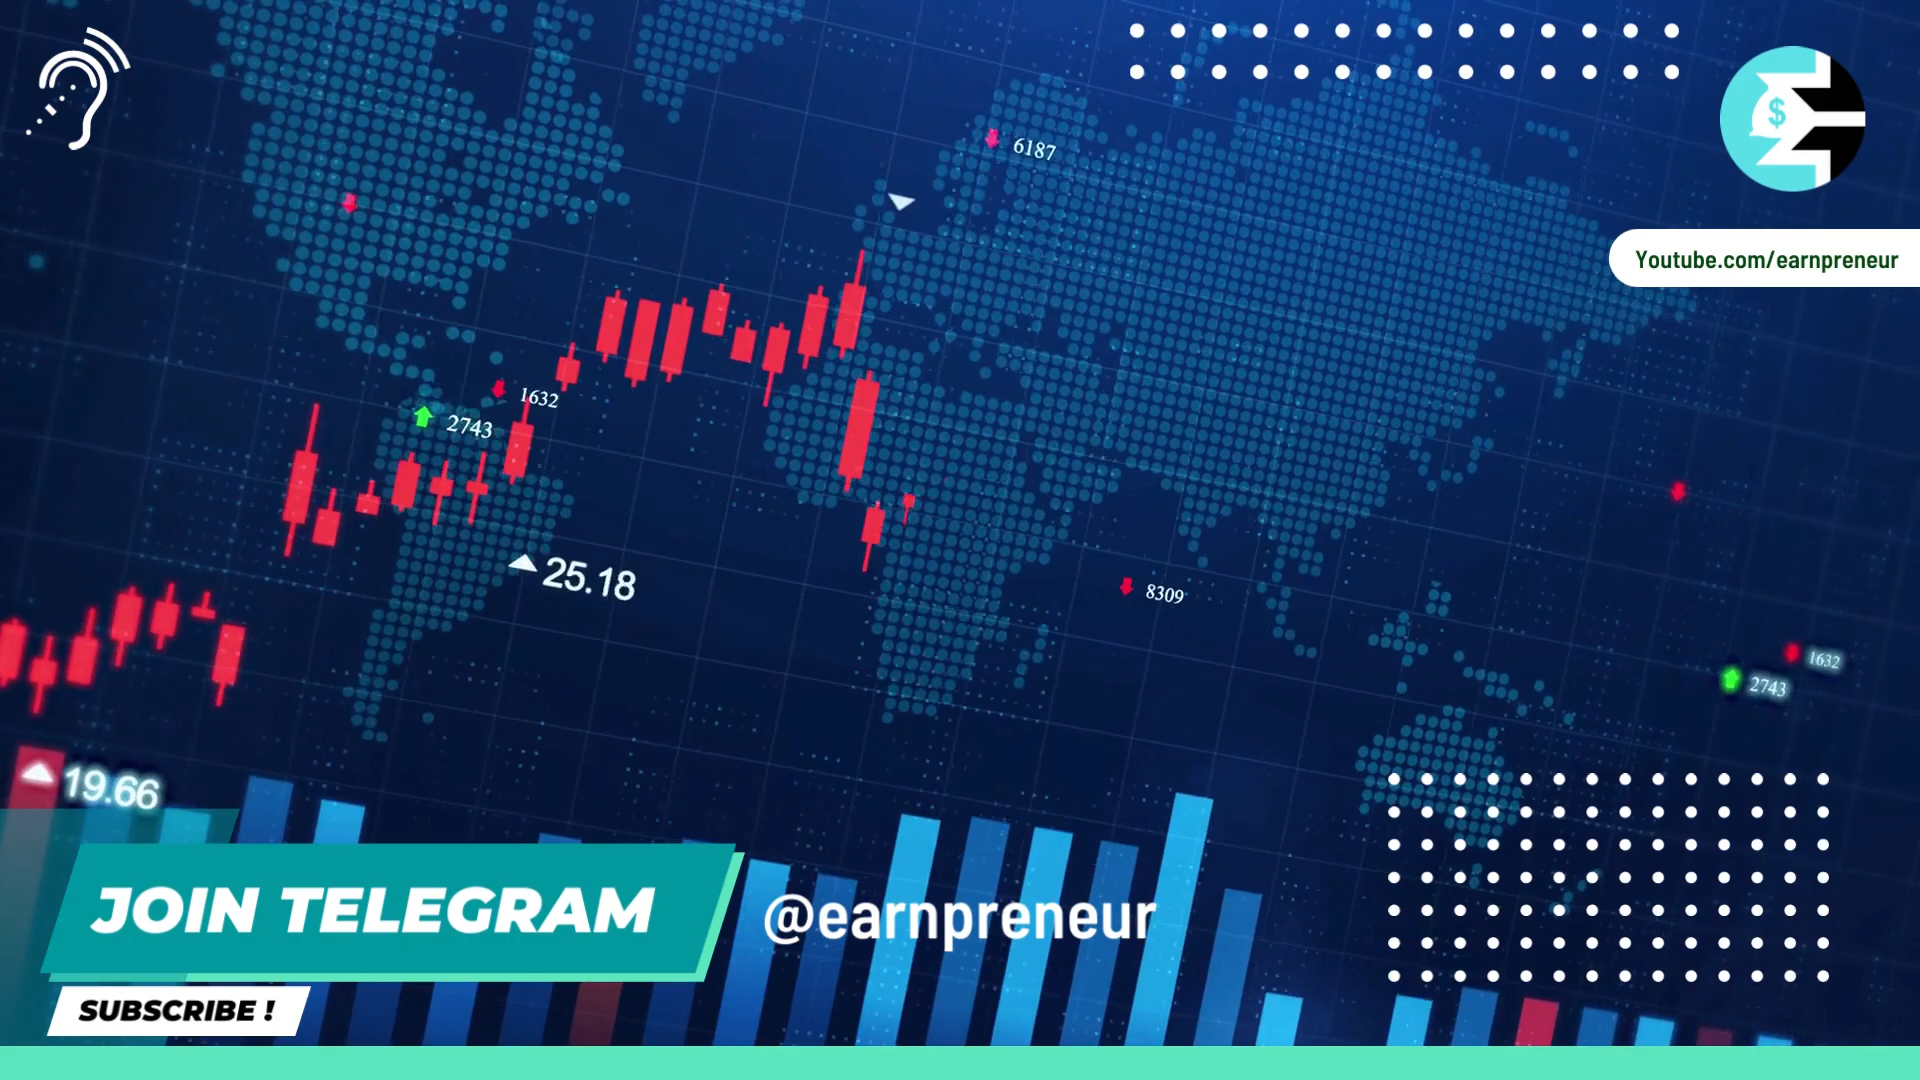 6187
$
Youtube.com/earnpreneur
1632
2743
25.18
8309
1632
2743
19.66
JOIN TELEGRAM
@earnpreneur
SUBSCRIBE !